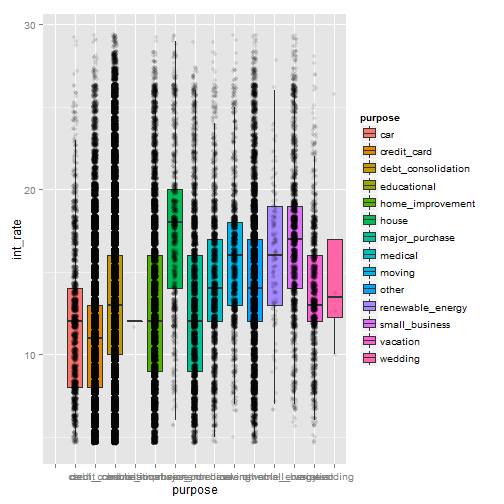 30
20
10
int_rate
purpose
purpose
car
credit_card
debt_consolidation
educational
home_improvement
house
major_purchase
medical
moving
other
renewable_energy
small_business
vacation
wedding